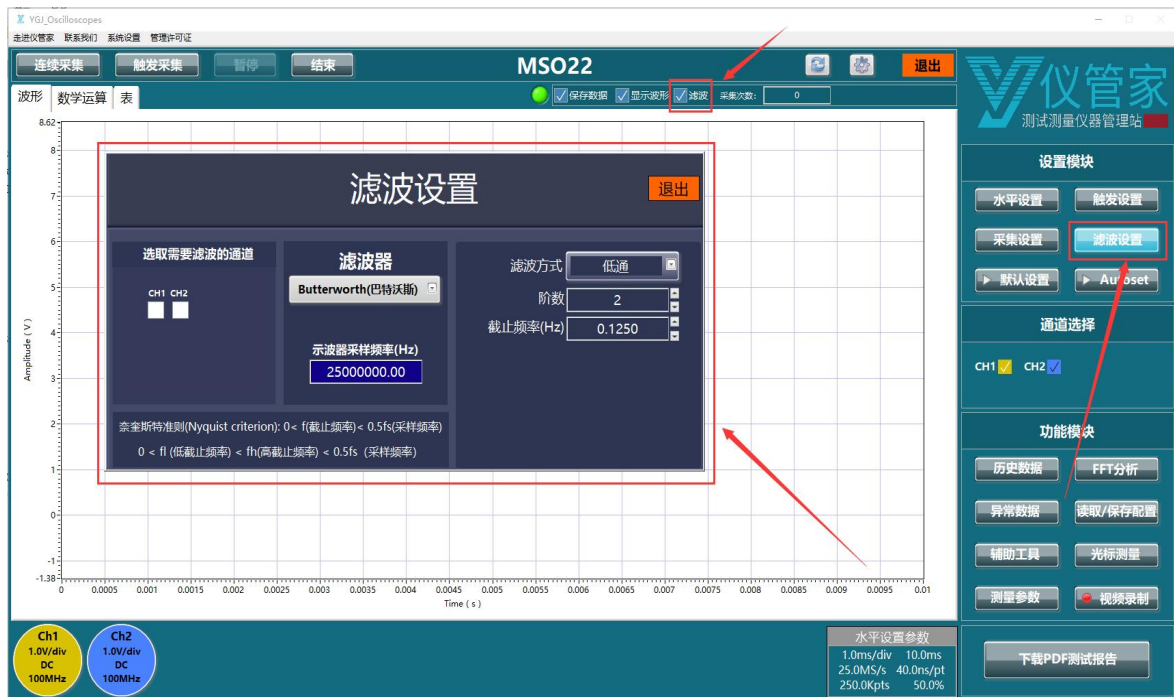 YGJ_Oscilloscopes
走进仪管家 联系我们 系统设置 管理许可证
连续采集 触发采集 暂停 结束 MSO22 退出
波形 数学运算 表 保存数据 显示波形 滤波 采集次数: 0
仪管家
测试测量仪器管理站
设置模块
水平设置 触发设置
采集设置 滤波设置
默认设置 Autoset
通道选择
CH1 CH2
功能模块
历史数据 FFT分析
异常数据 读取/保存配置
辅助工具 光标测量
测量参数 视频录制
下载PDF测试报告
滤波设置 退出
选取需要滤波的通道
CH1 CH2
滤波器
Butterworth(巴特沃斯)
示波器采样频率(Hz)
25000000.00
滤波方式 低通
阶数 2
截止频率(Hz) 0.1250
奈奎斯特准则(Nyquist criterion): 0< f(截止频率)< 0.5fs(采样频率)
0 < fl (低截止频率) < fh(高截止频率) < 0.5fs (采样频率)
Amplitude ( V )
8.62
8
7
6
5
4
3
2
1
0
-1
-1.38
0 0.0005 0.001 0.0015 0.002 0.0025 0.003 0.0035 0.004 0.0045 0.005 0.0055 0.006 0.0065 0.007 0.0075 0.008 0.0085 0.009 0.0095 0.01
Time ( s )
Ch1
1.0V/div
DC
100MHz
Ch2
1.0V/div
DC
100MHz
水平设置参数
1.0ms/div 10.0ms
25.0MS/s 40.0ns/pt
250.0Kpts 50.0%